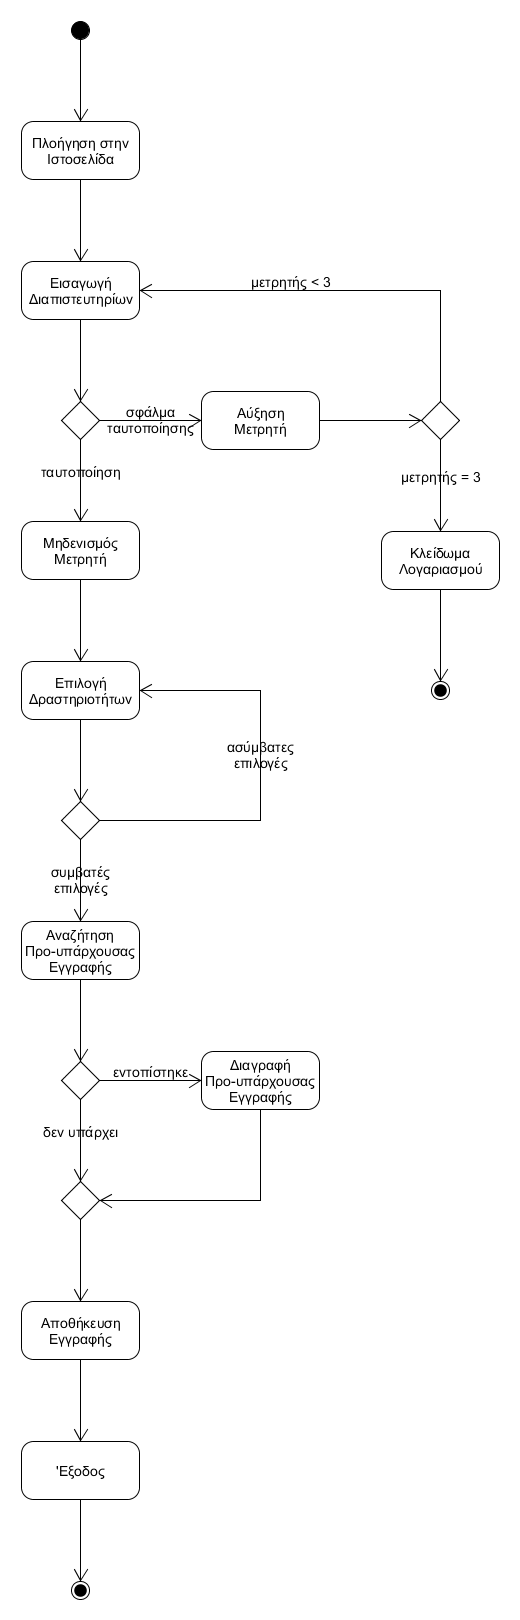 Πλοήγηση στην
Ιστοσελίδα
Εισαγωγή
Διαπιστευτηρίων
μετρητής < 3
σφάλμα
ταυτοποίησης
Αύξηση
Μετρητή
ταυτοποίηση
μετρητής = 3
Μηδενισμός
Μετρητή
Κλείδωμα
Λογαριασμού
Επιλογή
Δραστηριοτήτων
ασύμβατες
επιλογές
συμβατές
επιλογές
Αναζήτηση
Προ-υπάρχουσας
Εγγραφής
εντοπίστηκε
Διαγραφή
Προ-υπάρχουσας
Εγγραφής
δεν υπάρχει
Αποθήκευση
Εγγραφής
'Εξοδος